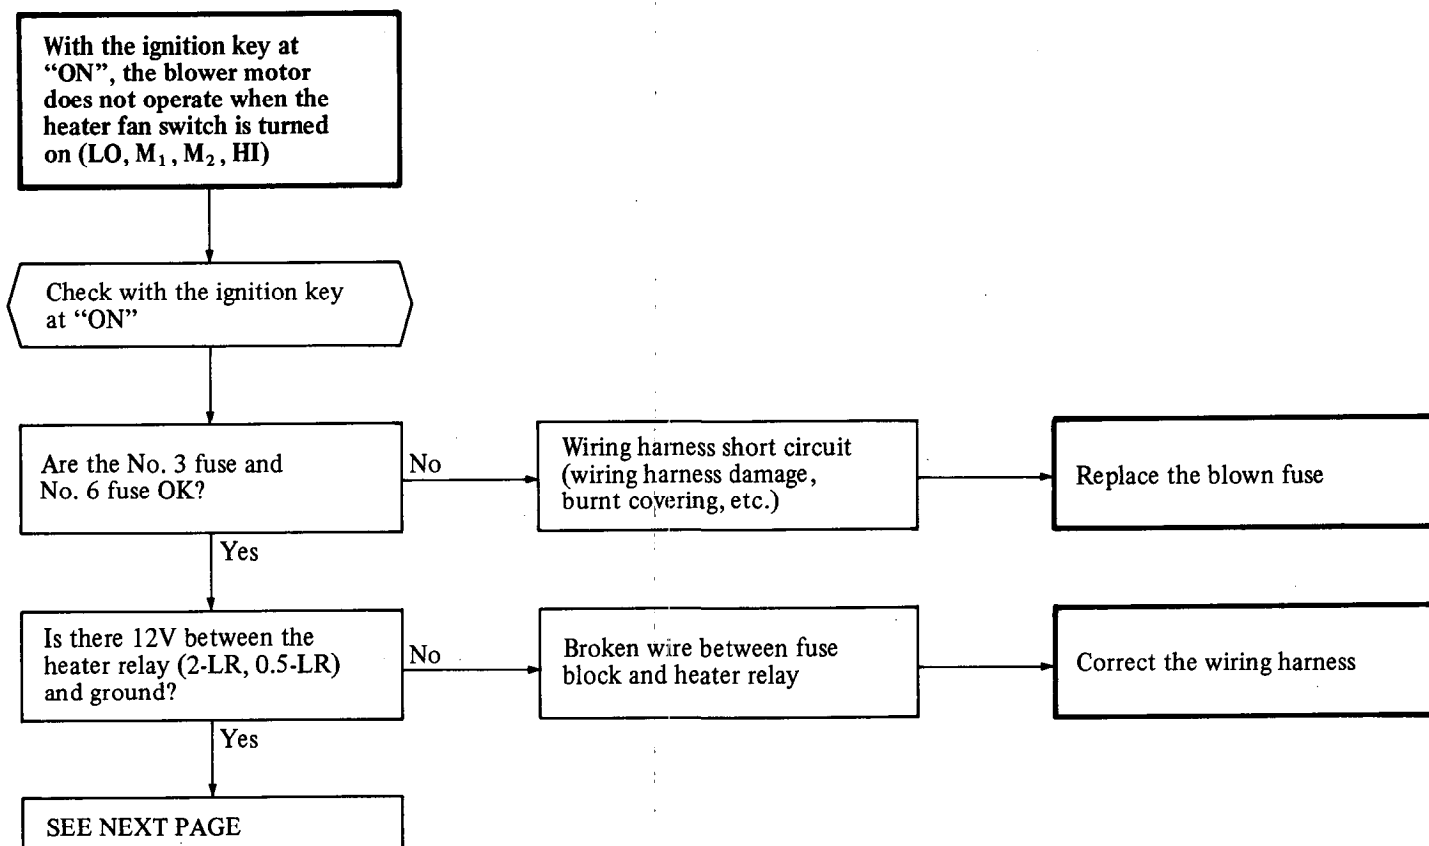 With the ignition key at
“ON”, the blower motor
does not operate when the
heater fan switch is turned
on (LO, M₁, M₂, HI)
Check with the ignition key
at “ON”
Are the No. 3 fuse and
No. 6 fuse OK?
No
Wiring harness short circuit
(wiring harness damage,
burnt covering, etc.)
Replace the blown fuse
Yes
Is there 12V between the
heater relay (2-LR, 0.5-LR)
and ground?
No
Broken wire between fuse
block and heater relay
Correct the wiring harness
Yes
SEE NEXT PAGE